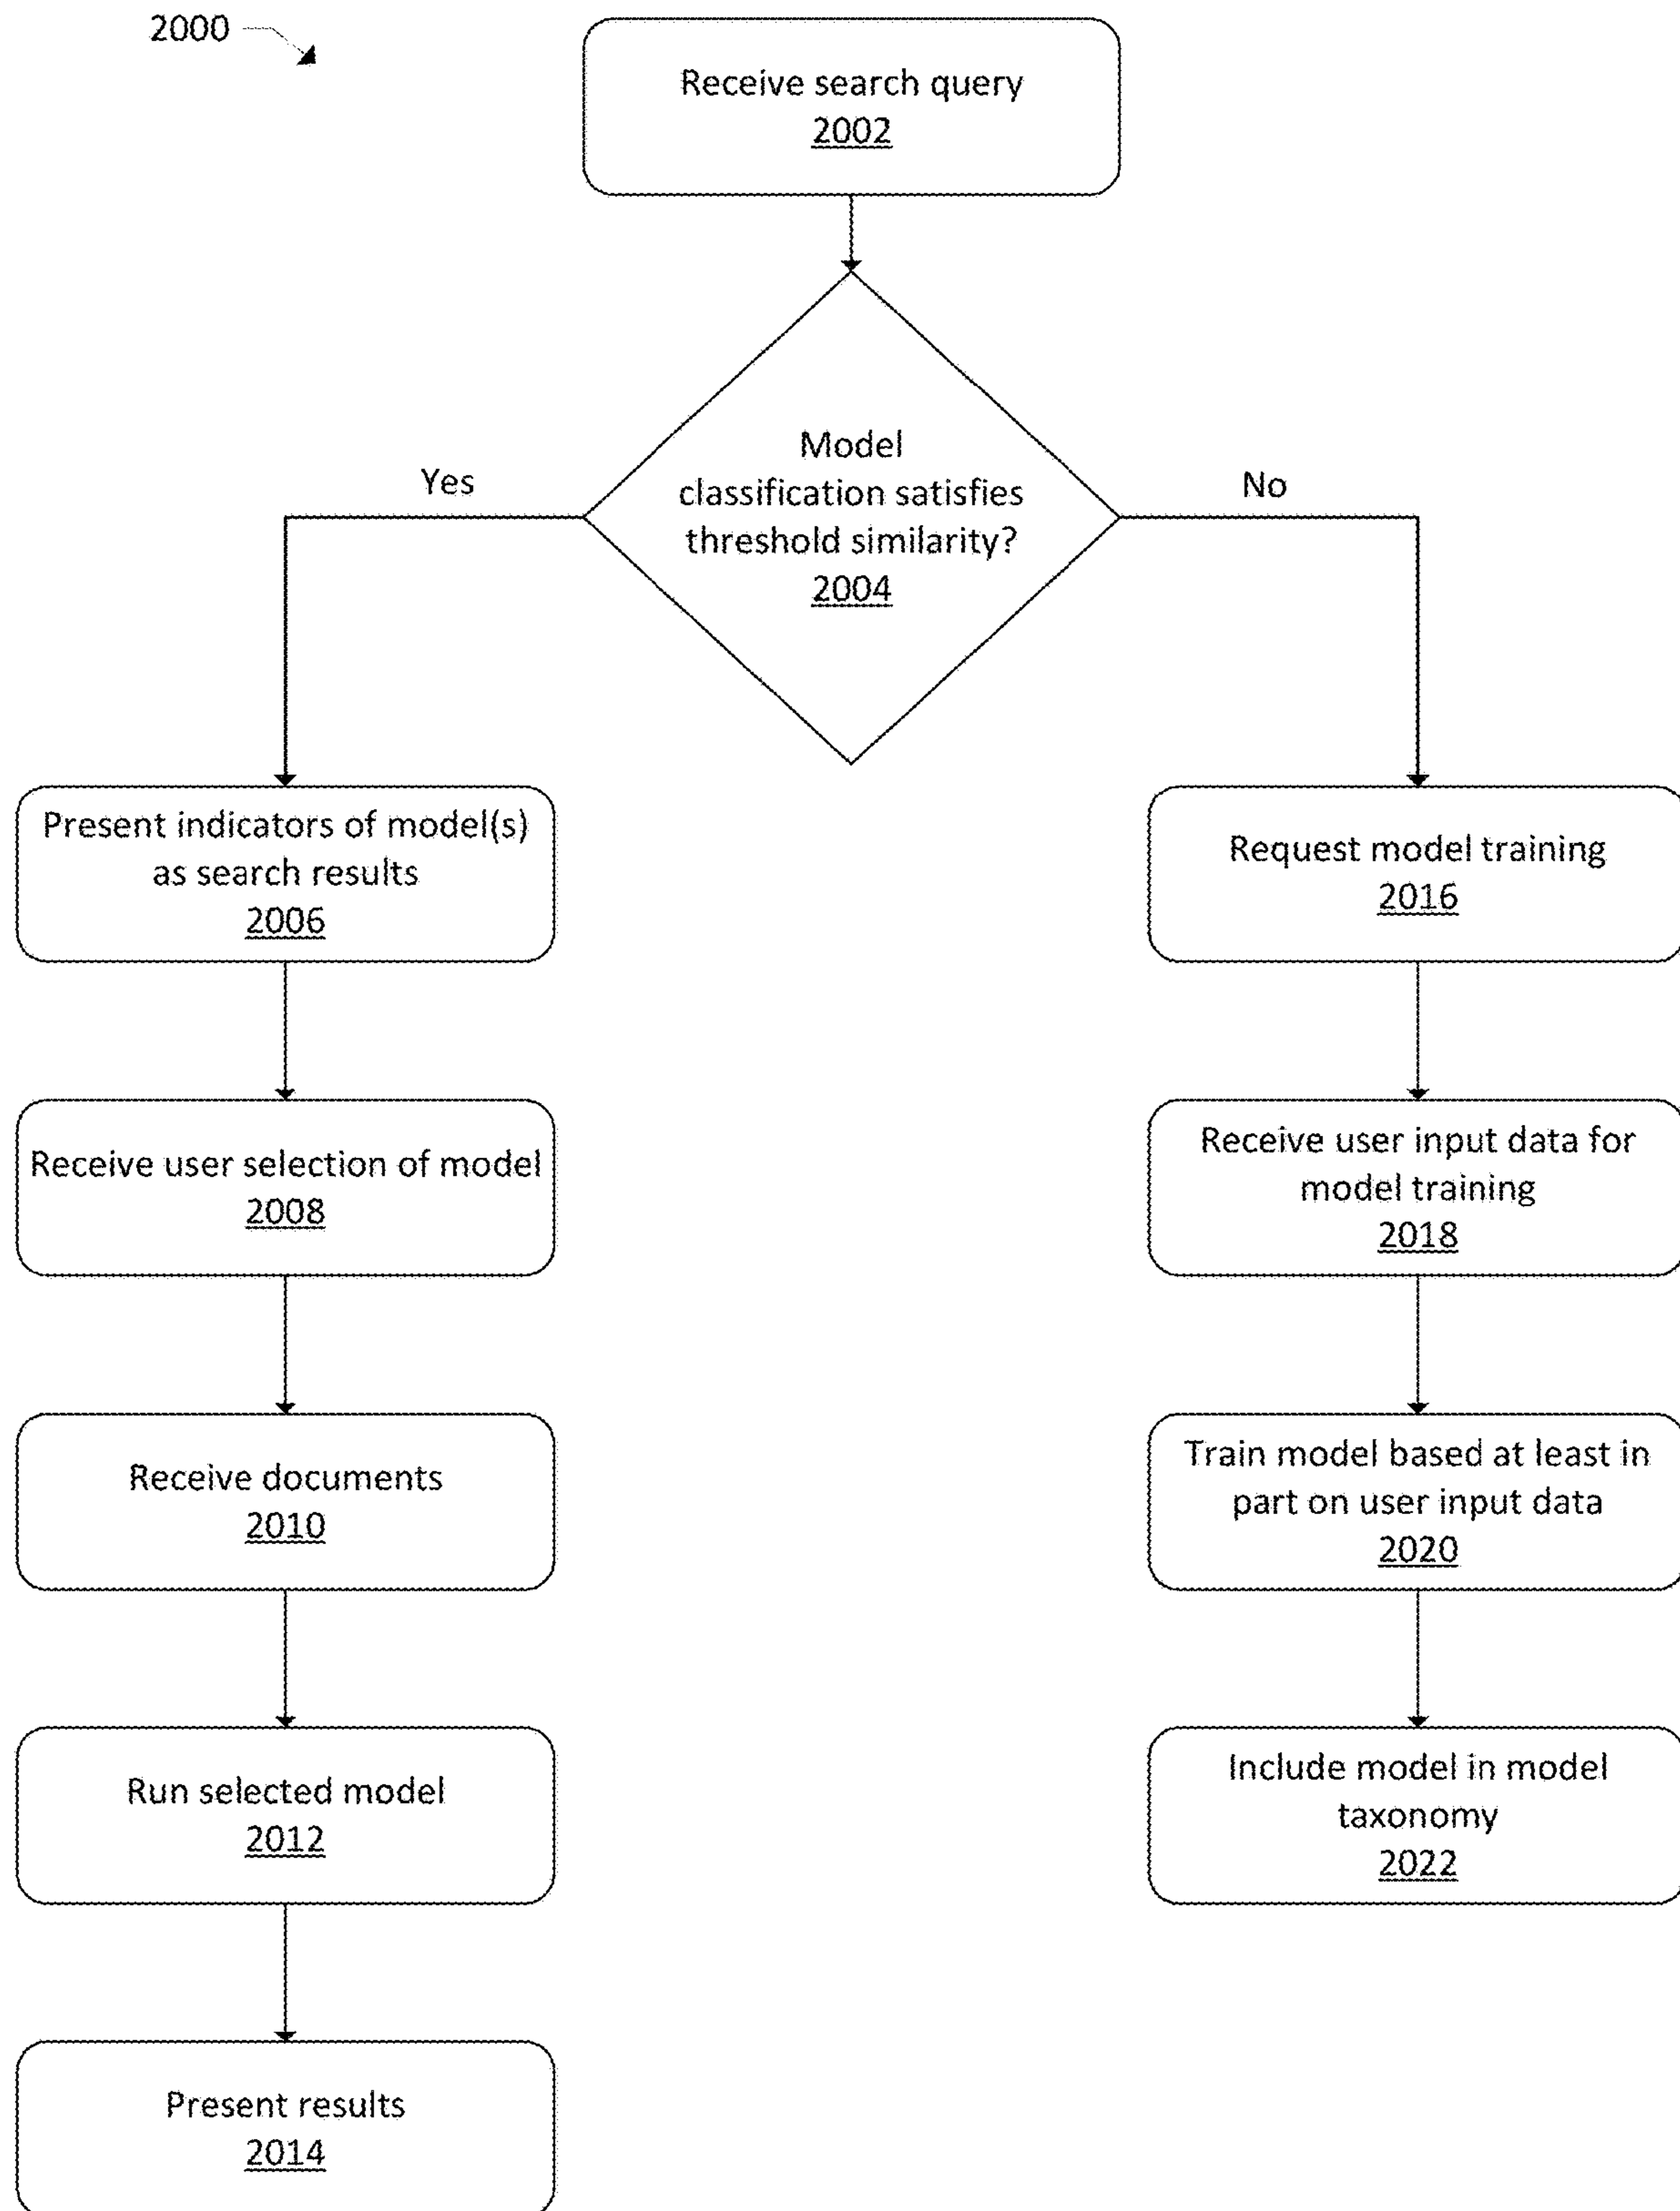 2000
Receive search query
2002
Model
classification satisfies
threshold similarity?
2004
Yes
No
Present indicators of model(s)
as search results
2006
Receive user selection of model
2008
Receive documents
2010
Run selected model
2012
Present results
2014
Request model training
2016
Receive user input data for
model training
2018
Train model based at least in
part on user input data
2020
Include model in model
taxonomy
2022